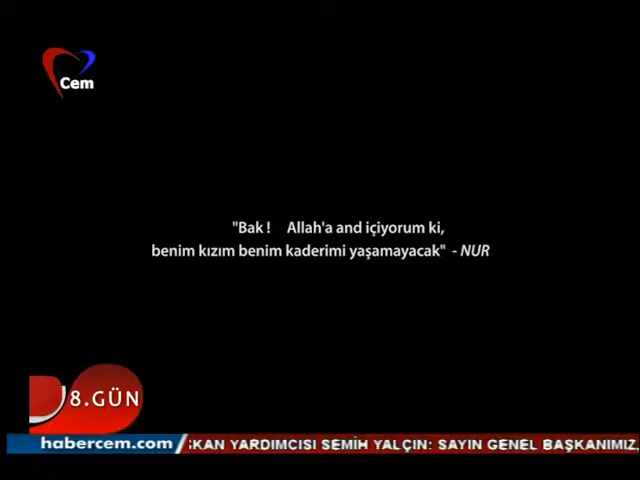 Cem
"Bak ! Allah'a and içiyorum ki,
benim kızım benim kaderimi yaşamayacak" - NUR
8.GÜN
habercem.com / YARDIMCISI SEMİH YALÇIN: SAYIN GENEL BAŞKANIMIZ,